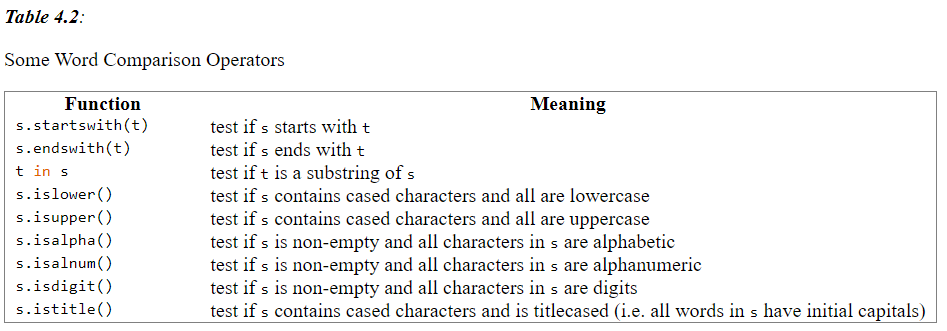 Table 4.2:
Some Word Comparison Operators
Function Meaning
s.startswith(t) test if s starts with t
s.endswith(t) test if s ends with t
t in s test if t is a substring of s
s.islower() test if s contains cased characters and all are lowercase
s.isupper() test if s contains cased characters and all are uppercase
s.isalpha() test if s is non-empty and all characters in s are alphabetic
s.isalnum() test if s is non-empty and all characters in s are alphanumeric
s.isdigit() test if s is non-empty and all characters in s are digits
s.istitle() test if s contains cased characters and is titlecased (i.e. all words in s have initial capitals)